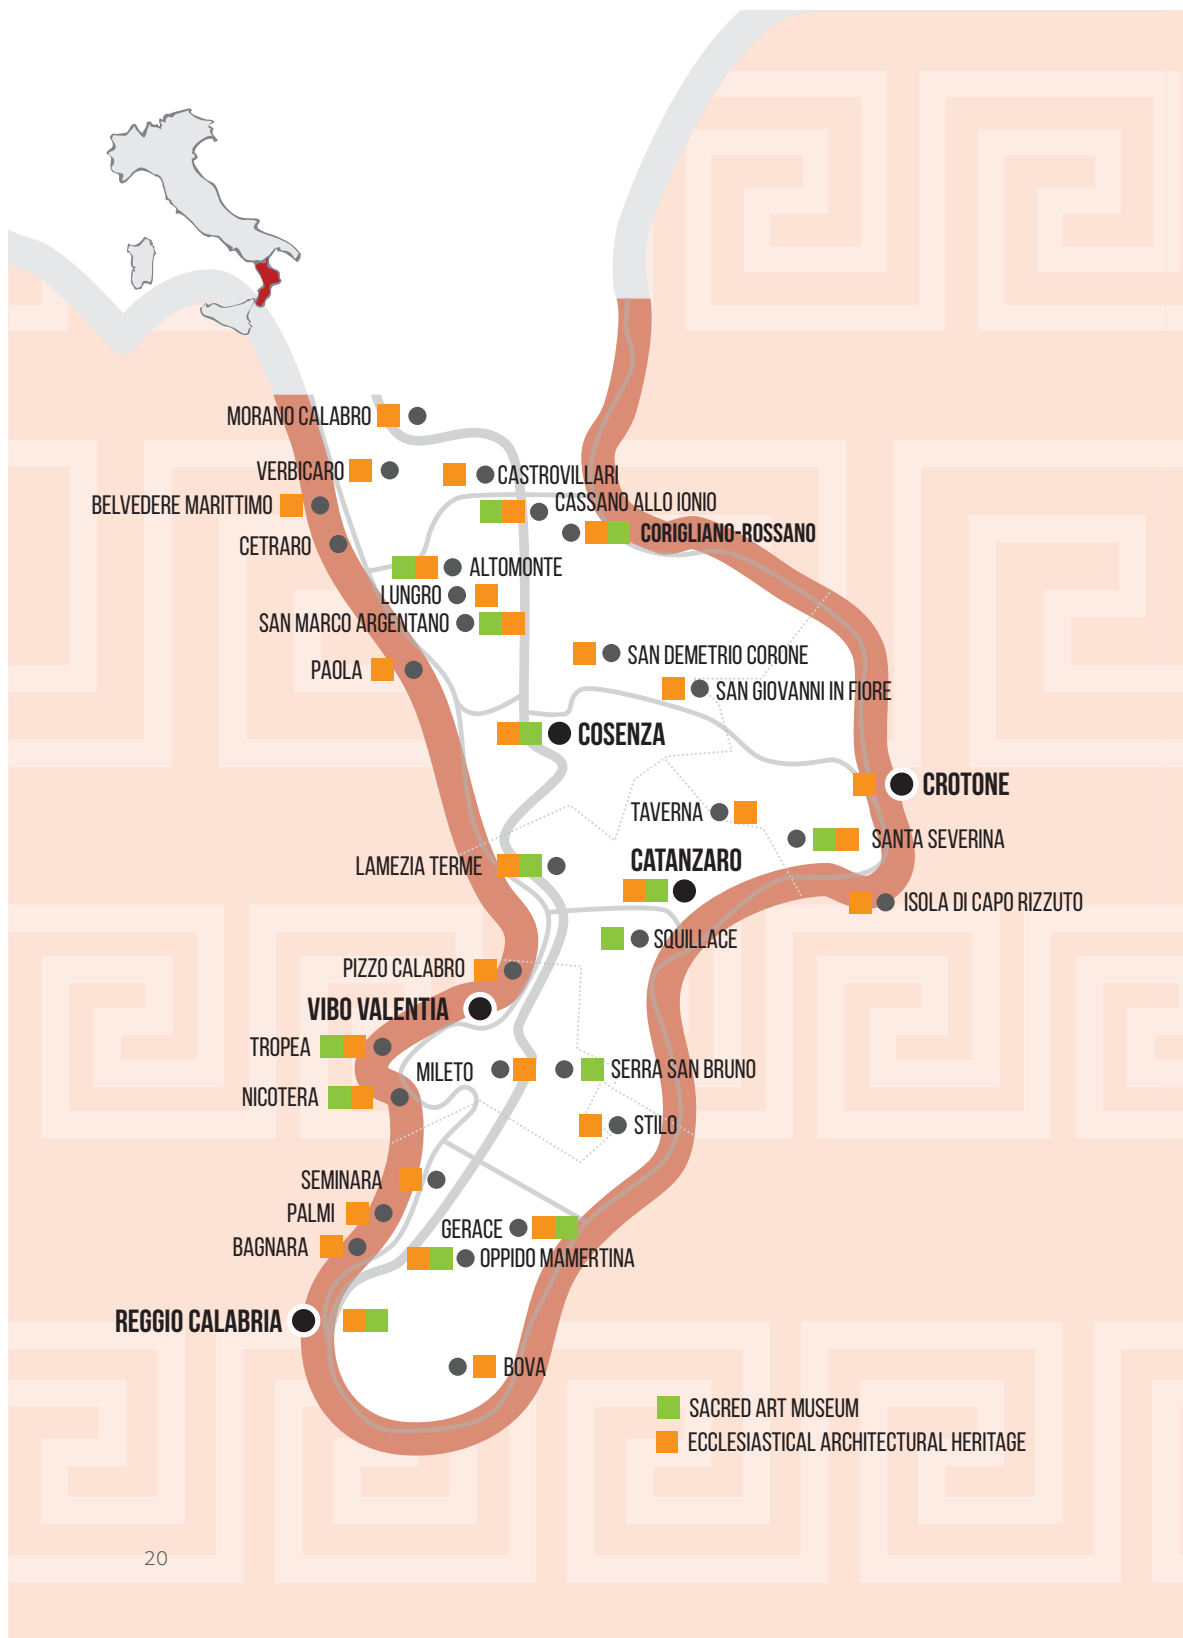 MORANO CALABRO
VERBICARO
CASTROVILLARI
BELVEDERE MARITTIMO
CASSANO ALLO IONIO
CORIGLIANO-ROSSANO
CETRARO
ALTOMONTE
LUNGRO
SAN MARCO ARGENTANO
SAN DEMETRIO CORONE
PAOLA
SAN GIOVANNI IN FIORE
COSENZA
CROTONE
TAVERNA
SANTA SEVERINA
CATANZARO
LAMEZIA TERME
ISOLA DI CAPO RIZZUTO
SQUILLACE
PIZZO CALABRO
VIBO VALENTIA
TROPEA
MILETO
SERRA SAN BRUNO
NICOTERA
STILO
SEMINARA
PALMI
GERACE
BAGNARA
OPPIDO MAMERTINA
REGGIO CALABRIA
BOVA
SACRED ART MUSEUM
ECCLESIASTICAL ARCHITECTURAL HERITAGE
20